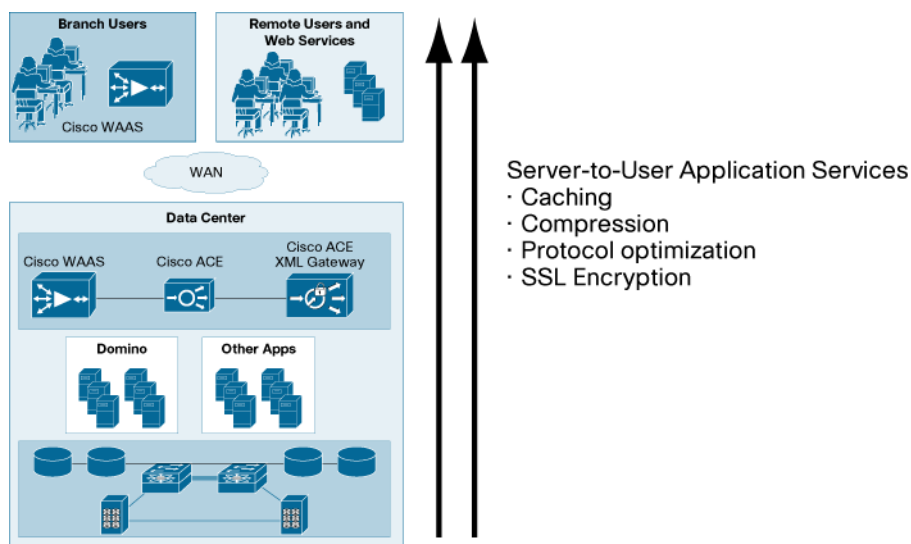 Branch Users
Cisco WAAS
Remote Users and
Web Services
WAN
Data Center
Cisco WAAS
Cisco ACE
Cisco ACE
XML Gateway
Domino
Other Apps
Server-to-User Application Services
· Caching
· Compression
· Protocol optimization
· SSL Encryption